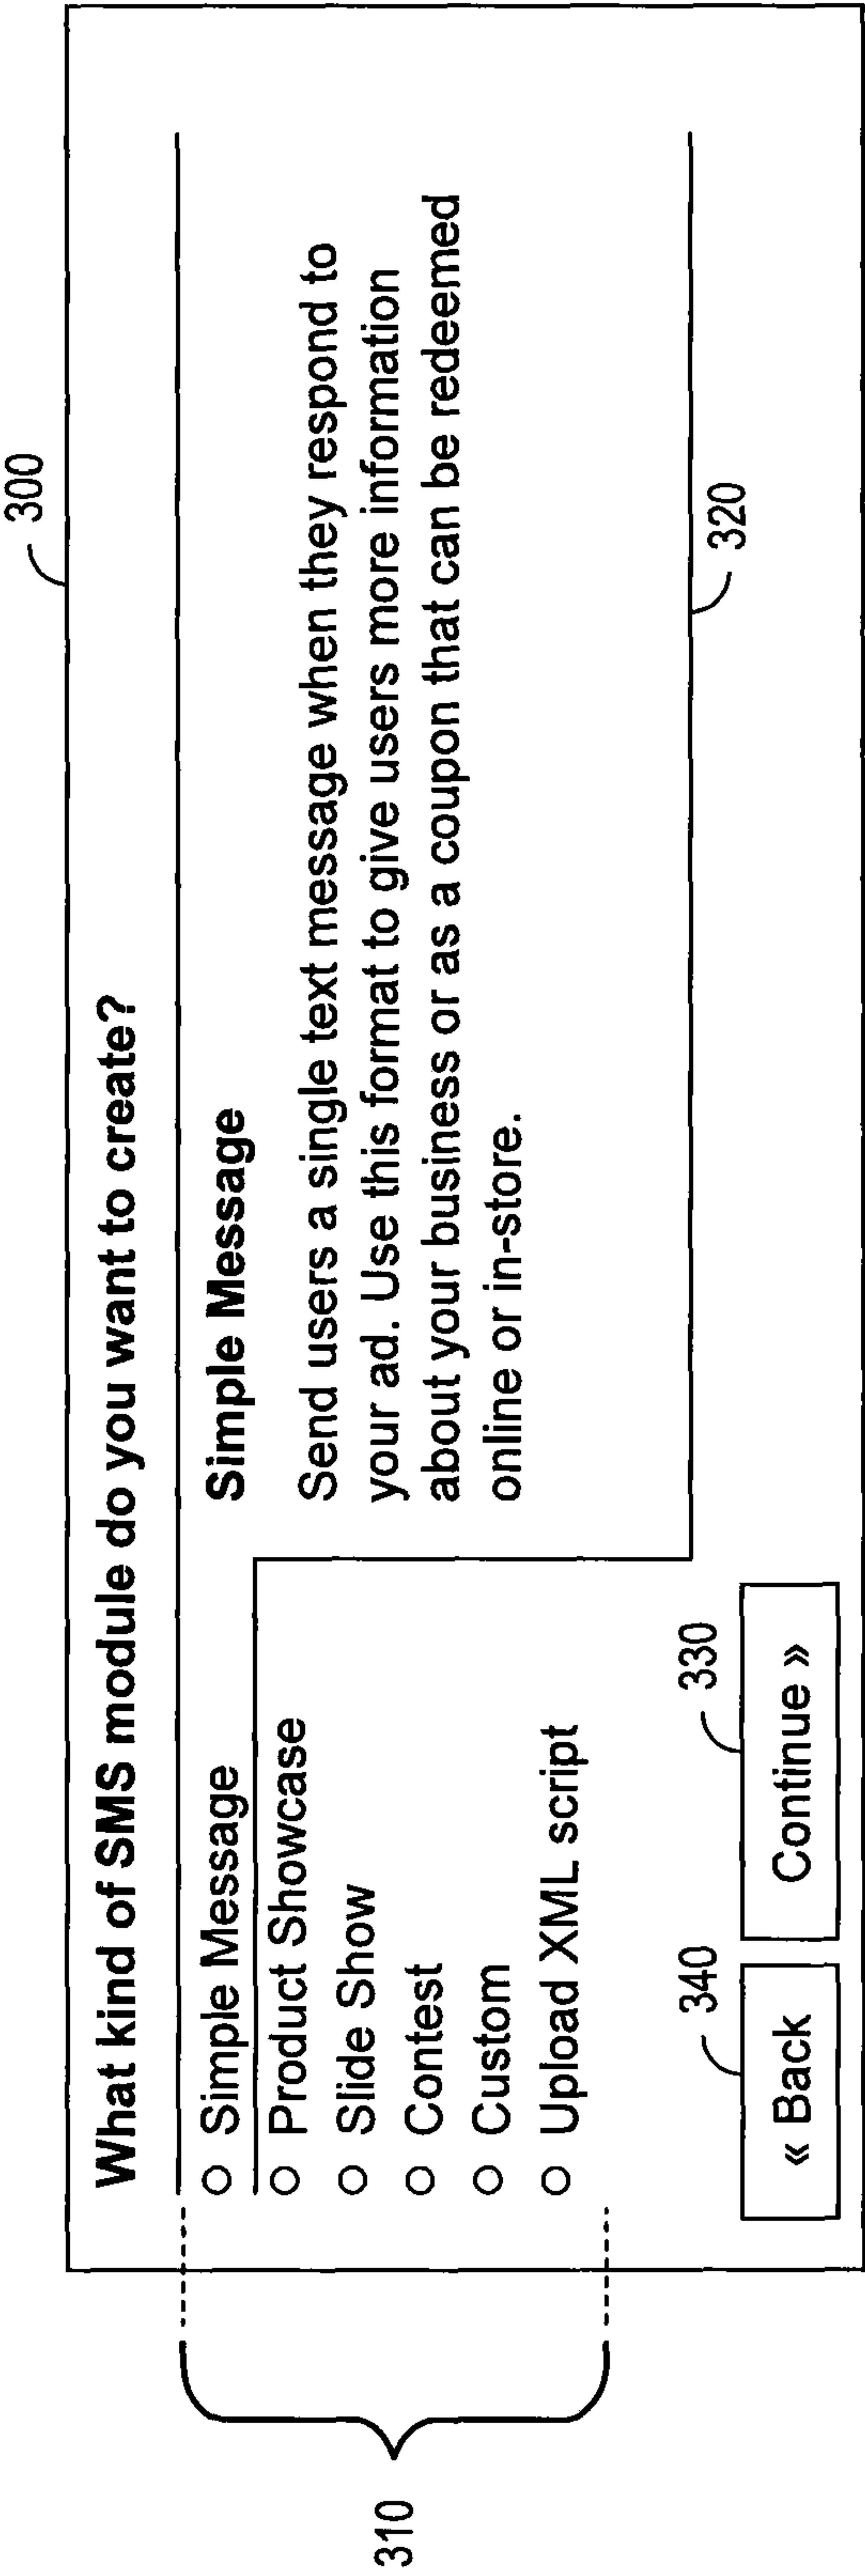 300
What kind of SMS module do you want to create?
310
○ Simple Message
○ Product Showcase
○ Slide Show
○ Contest
○ Custom
○ Upload XML script
Simple Message
Send users a single text message when they respond to
your ad. Use this format to give users more information
about your business or as a coupon that can be redeemed
online or in-store.
320
340
330
« Back
Continue »